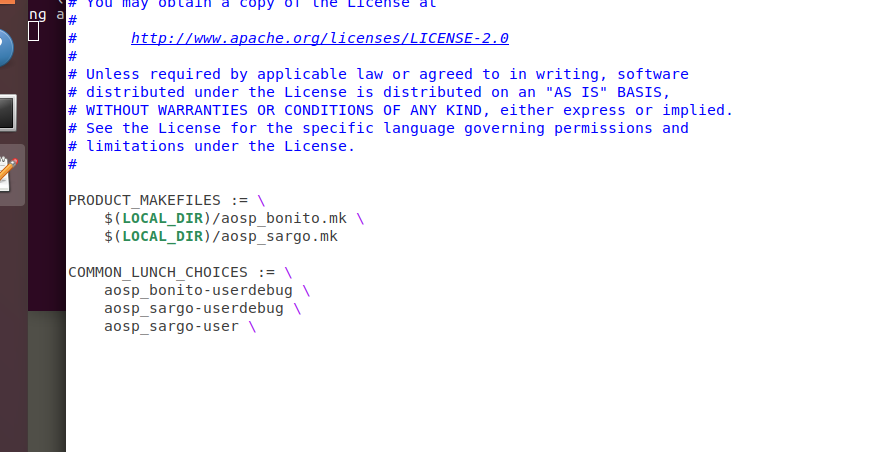 # You may obtain a copy of the License at
#
#      http://www.apache.org/licenses/LICENSE-2.0
#
# Unless required by applicable law or agreed to in writing, software
# distributed under the License is distributed on an "AS IS" BASIS,
# WITHOUT WARRANTIES OR CONDITIONS OF ANY KIND, either express or implied.
# See the License for the specific language governing permissions and
# limitations under the License.
#
PRODUCT_MAKEFILES := \
    $(LOCAL_DIR)/aosp_bonito.mk \
    $(LOCAL_DIR)/aosp_sargo.mk
COMMON_LUNCH_CHOICES := \
    aosp_bonito-userdebug \
    aosp_sargo-userdebug \
    aosp_sargo-user \
ng a